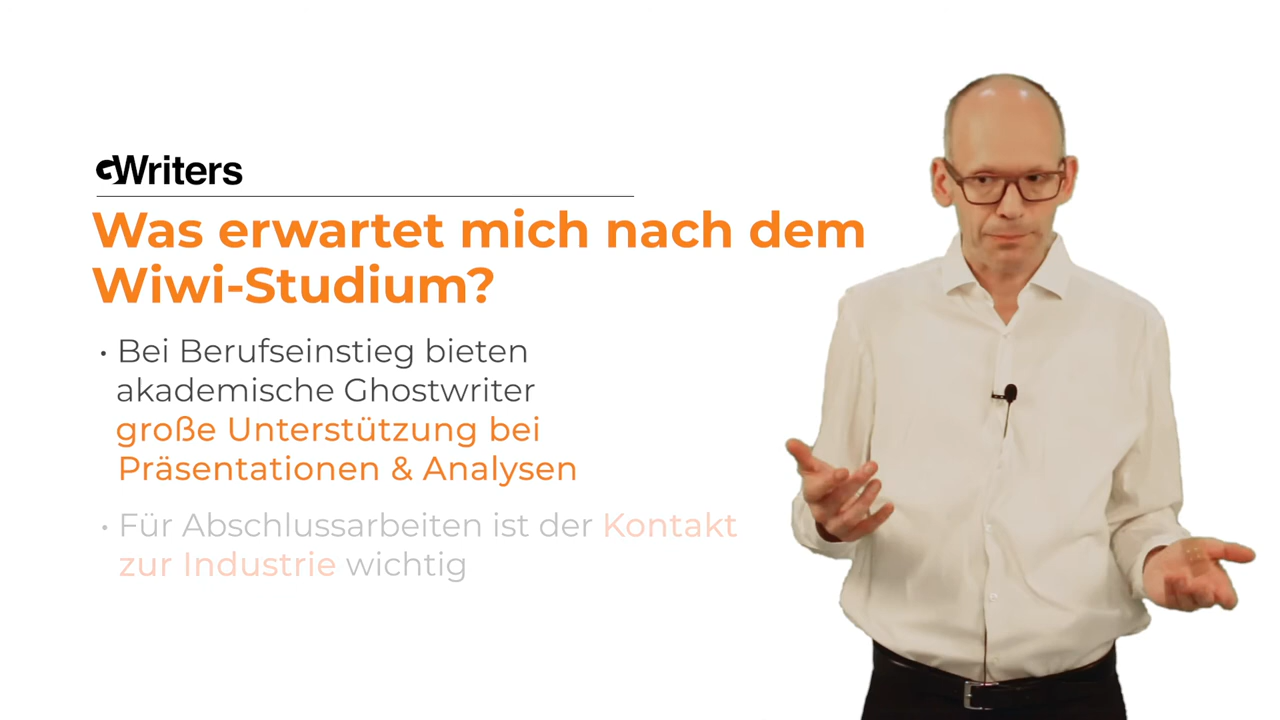 GWriters
Was erwartet mich nach dem
Wiwi-Studium?
• Bei Berufseinstieg bieten
akademische Ghostwriter
große Unterstützung bei
Präsentationen & Analysen
• Für Abschlussarbeiten ist der Kontakt
zur Industrie wichtig